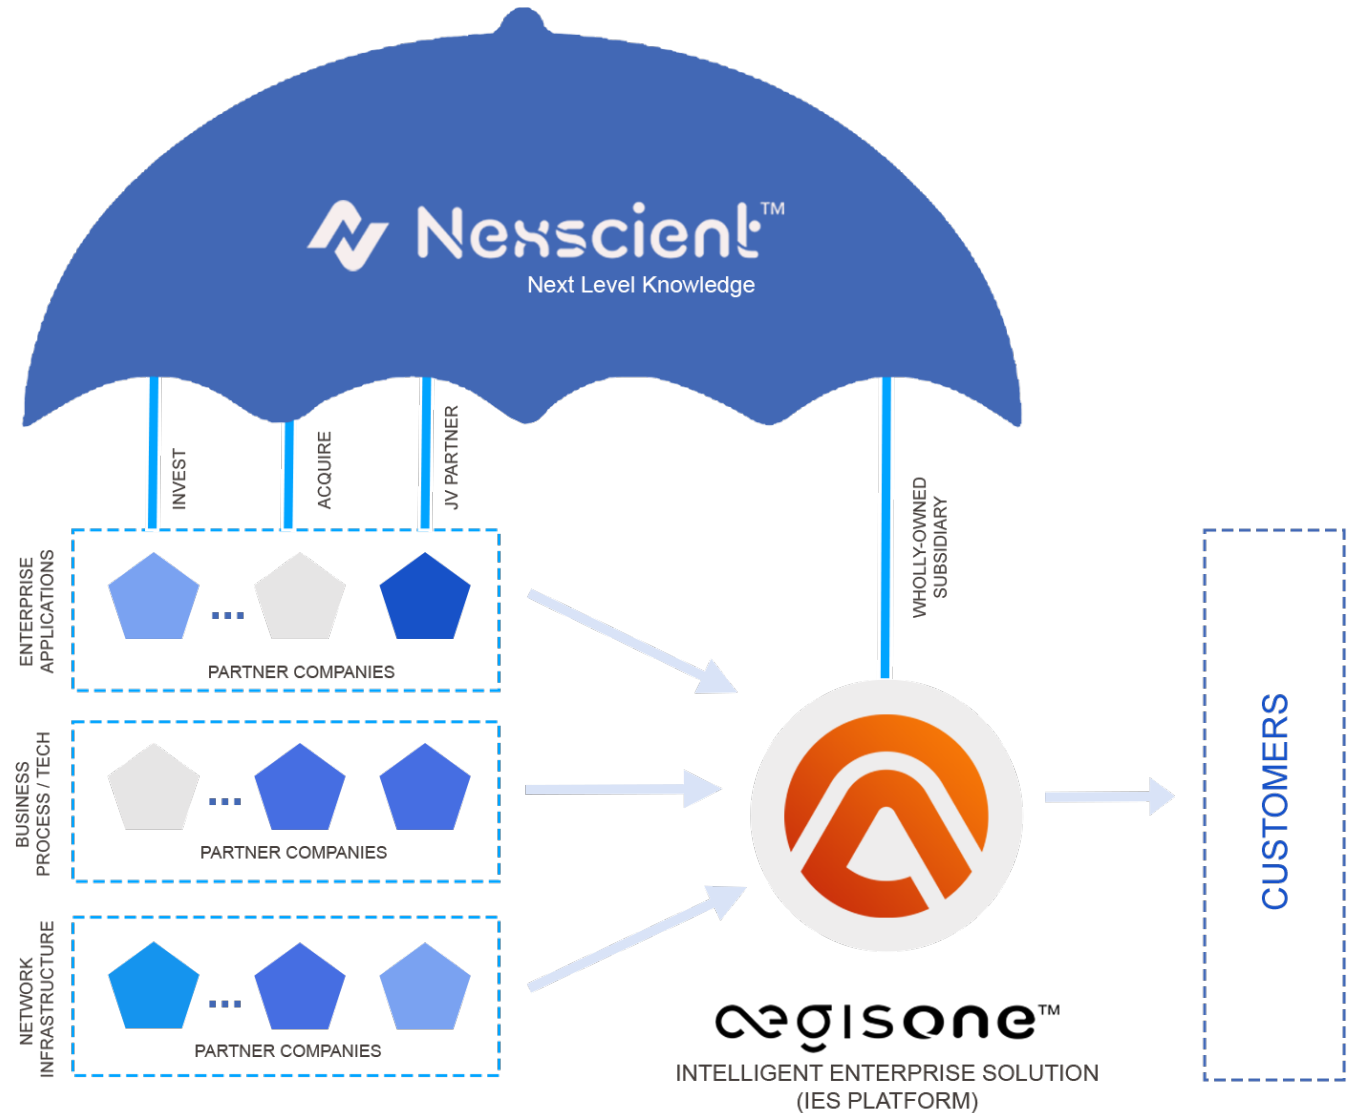 Nexscient™
Next Level Knowledge
INVEST
ACQUIRE
JV PARTNER
WHOLLY-OWNED
SUBSIDIARY
ENTERPRISE
APPLICATIONS
PARTNER COMPANIES
BUSINESS
PROCESS / TECH
PARTNER COMPANIES
NETWORK
INFRASTRUCTURE
PARTNER COMPANIES
aegisone™
INTELLIGENT ENTERPRISE SOLUTION
(IES PLATFORM)
CUSTOMERS